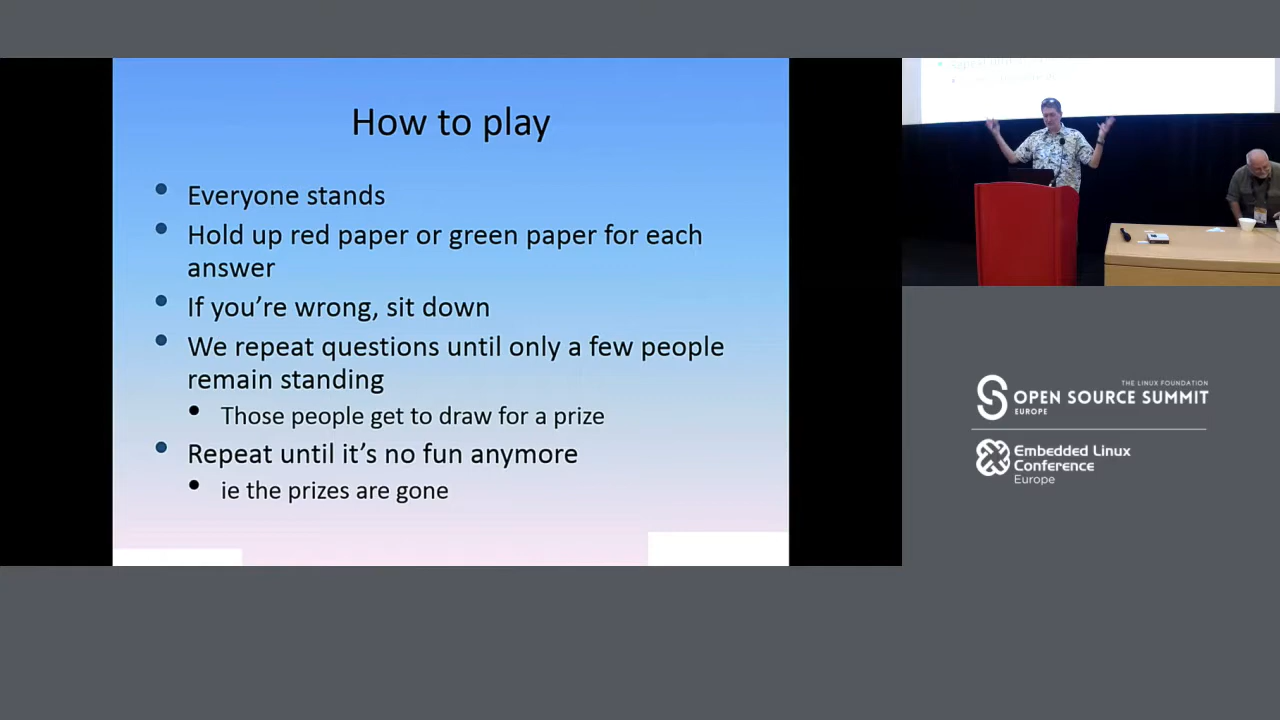 How to play
Everyone stands
Hold up red paper or green paper for each
answer
If you’re wrong, sit down
We repeat questions until only a few people
remain standing
Those people get to draw for a prize
Repeat until it’s no fun anymore
ie the prizes are gone
THE LINUX FOUNDATION
OPEN SOURCE SUMMIT
EUROPE
Embedded Linux
Conference
Europe